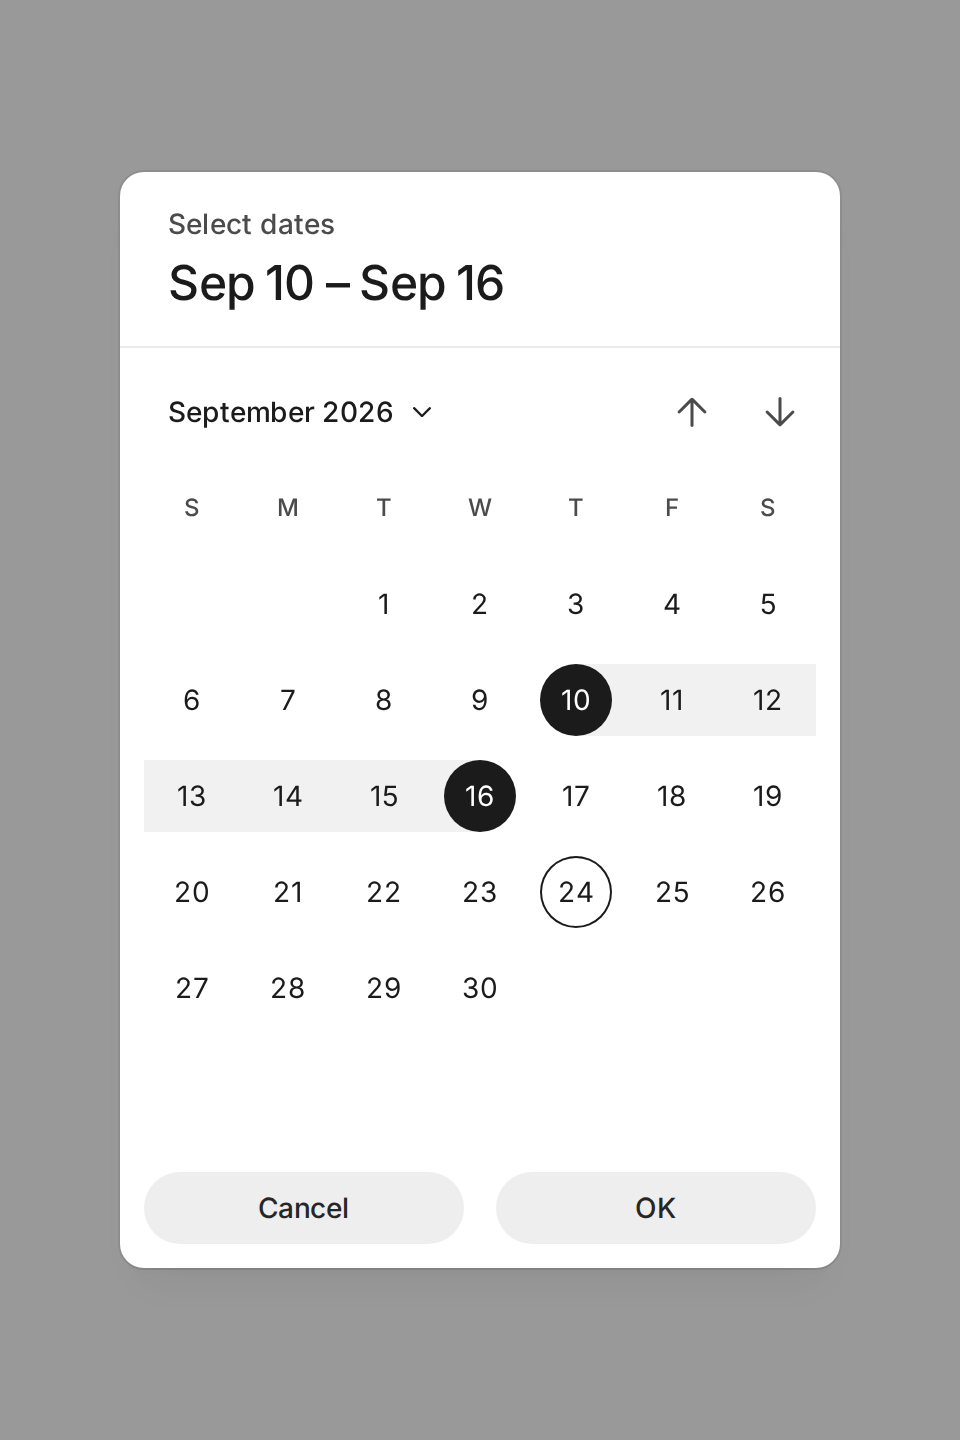 Select dates
Sep 10 – Sep 16
September 2026
S M T W T F S
1 2 3 4 5
6 7 8 9 10 11 12
13 14 15 16 17 18 19
20 21 22 23 24 25 26
27 28 29 30
Cancel OK